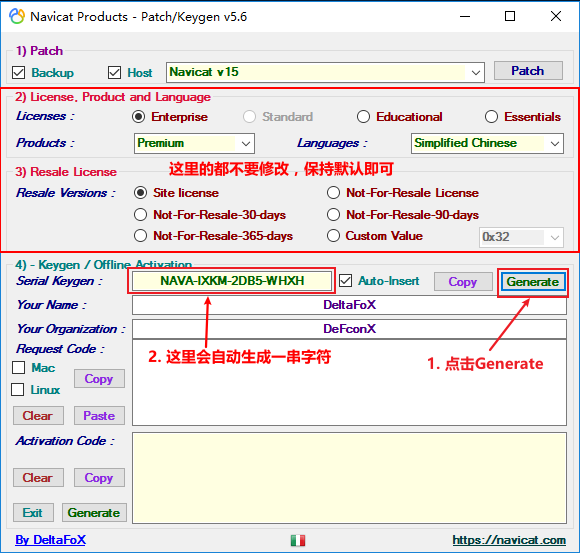 Navicat Products - Patch/Keygen v5.6
1) Patch
Backup Host Navicat v15 Patch
2) License, Product and Language
Licenses : Enterprise Standard Educational Essentials
Products : Premium Languages : Simplified Chinese
这里的都不要修改，保持默认即可
3) Resale License
Resale Versions : Site license Not-For-Resale License
Not-For-Resale-30-days Not-For-Resale-90-days
Not-For-Resale-365-days Custom Value 0x32
4) - Keygen / Offline Activation
Serial Keygen : NAVA-IXKM-2DB5-WHXH Auto-Insert Copy Generate
Your Name : DeltaFoX
Your Organization : DeFconX
Request Code :
2. 这里会自动生成一串字符
1. 点击Generate
Mac
Linux
Copy
Clear Paste
Activation Code :
Clear Copy
Exit Generate
By DeltaFoX https://navicat.com